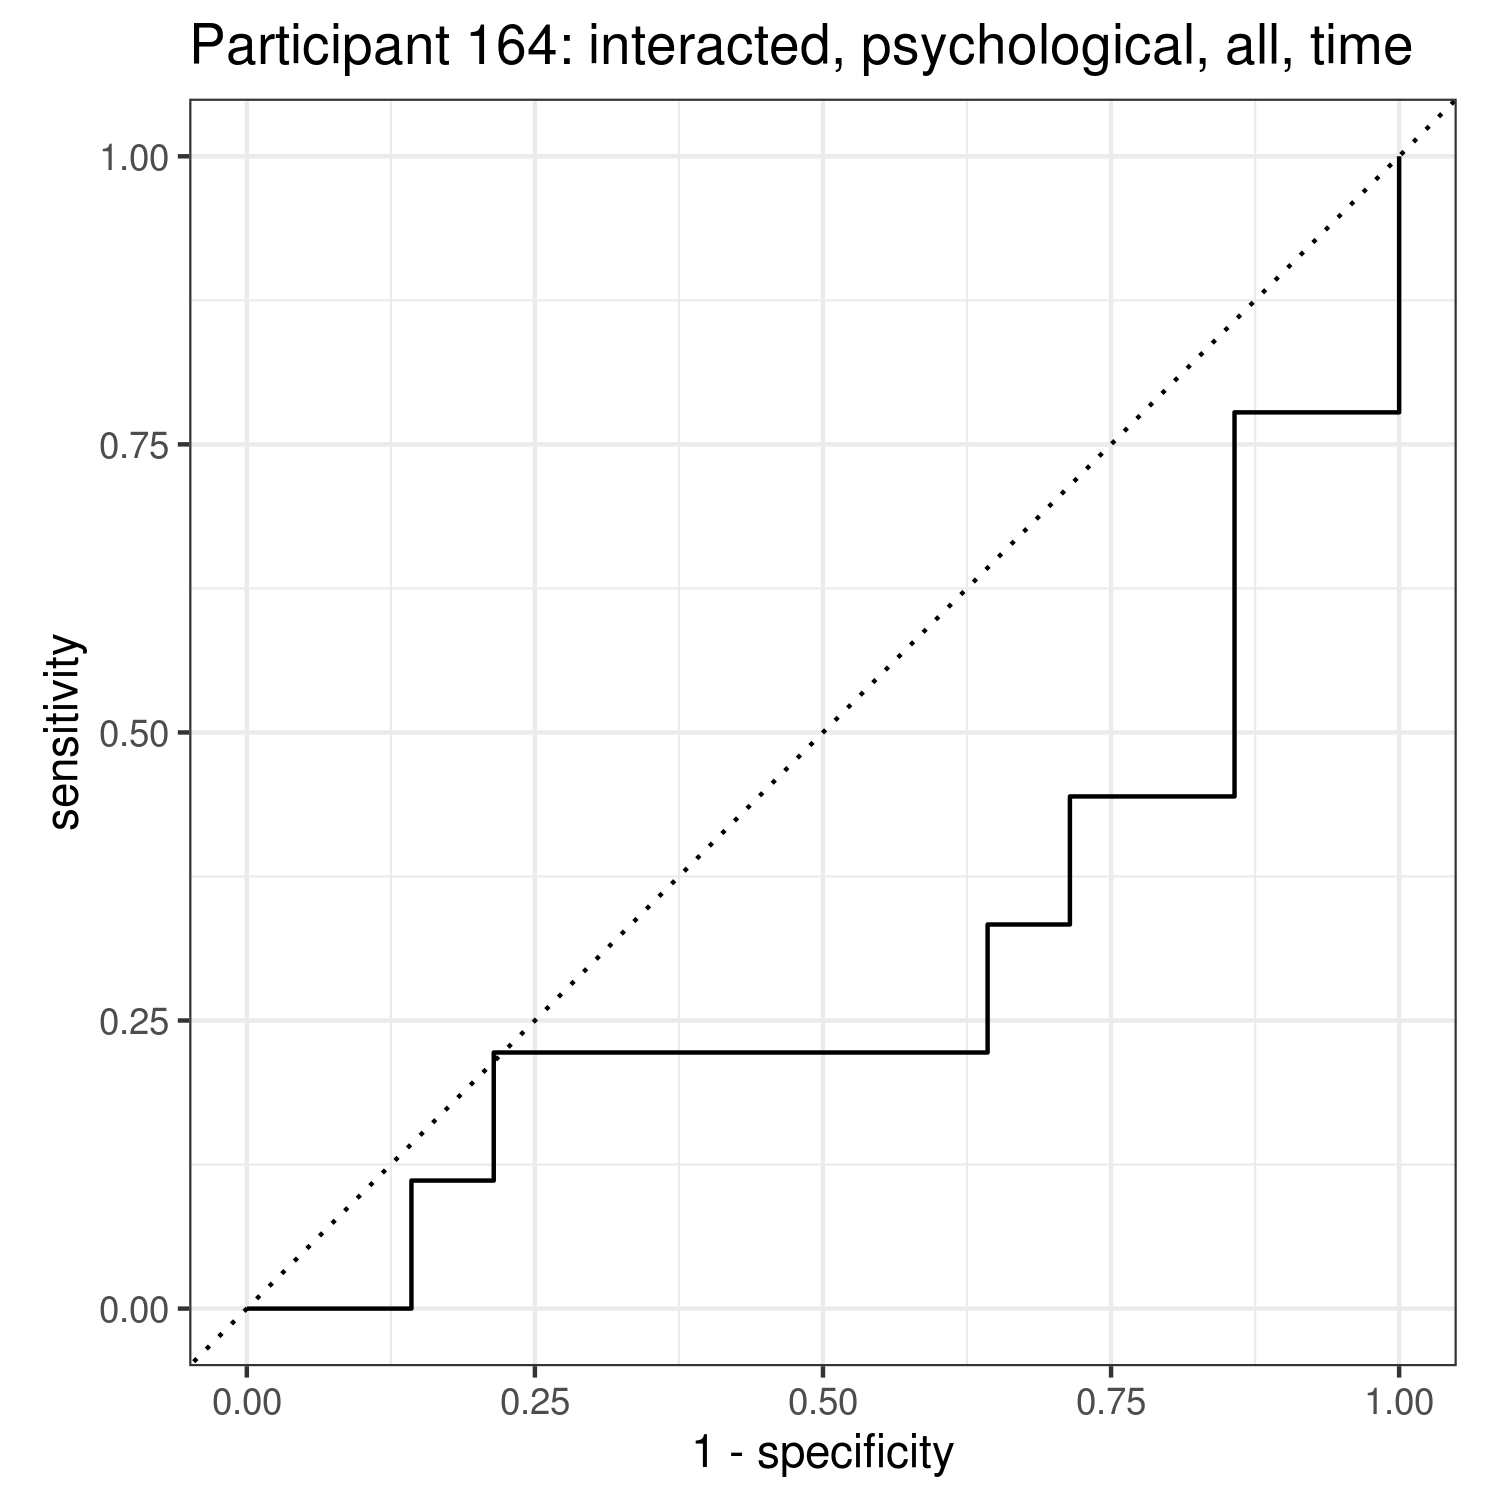 Participant 164: interacted, psychological, all, time
1.00
0.75
0.50
0.25
0.00
sensitivity
0.00 0.25 0.50 0.75 1.00
1 - specificity